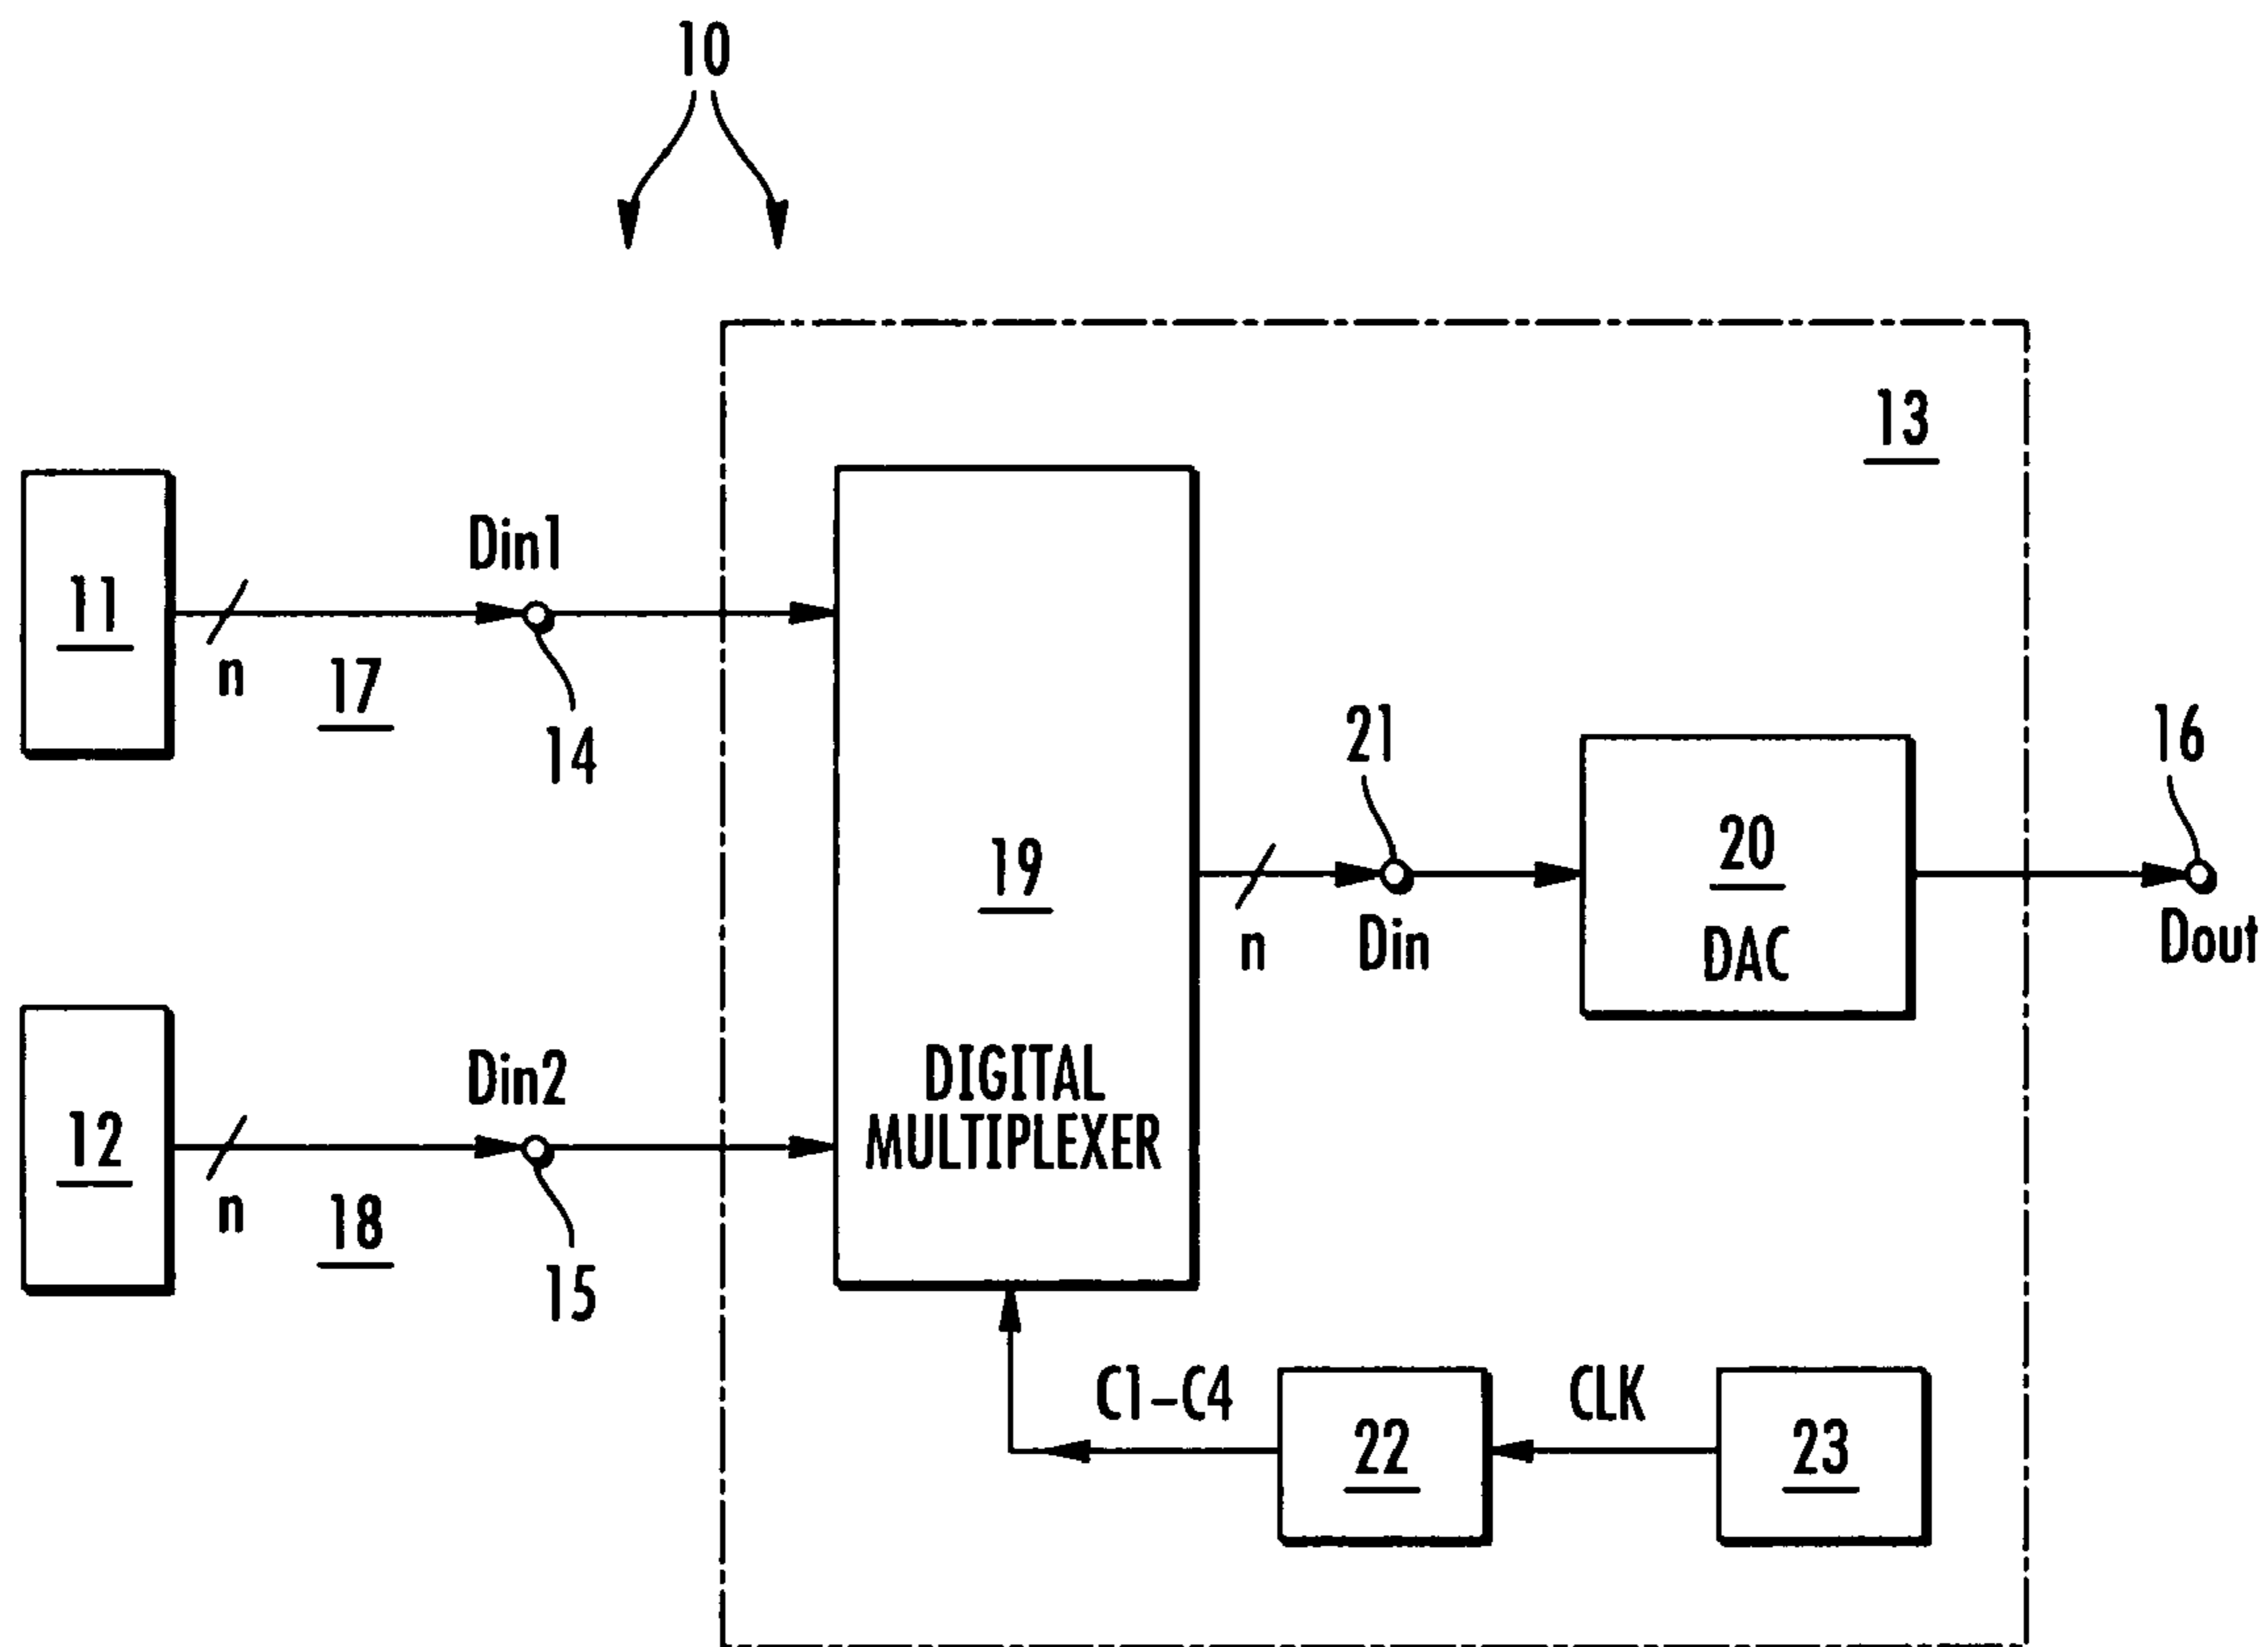 10
13
11
n
17
Din1
14
12
n
18
Din2
15
19
DIGITAL
MULTIPLEXER
n
21
Din
20
DAC
16
Dout
C1–C4
22
CLK
23